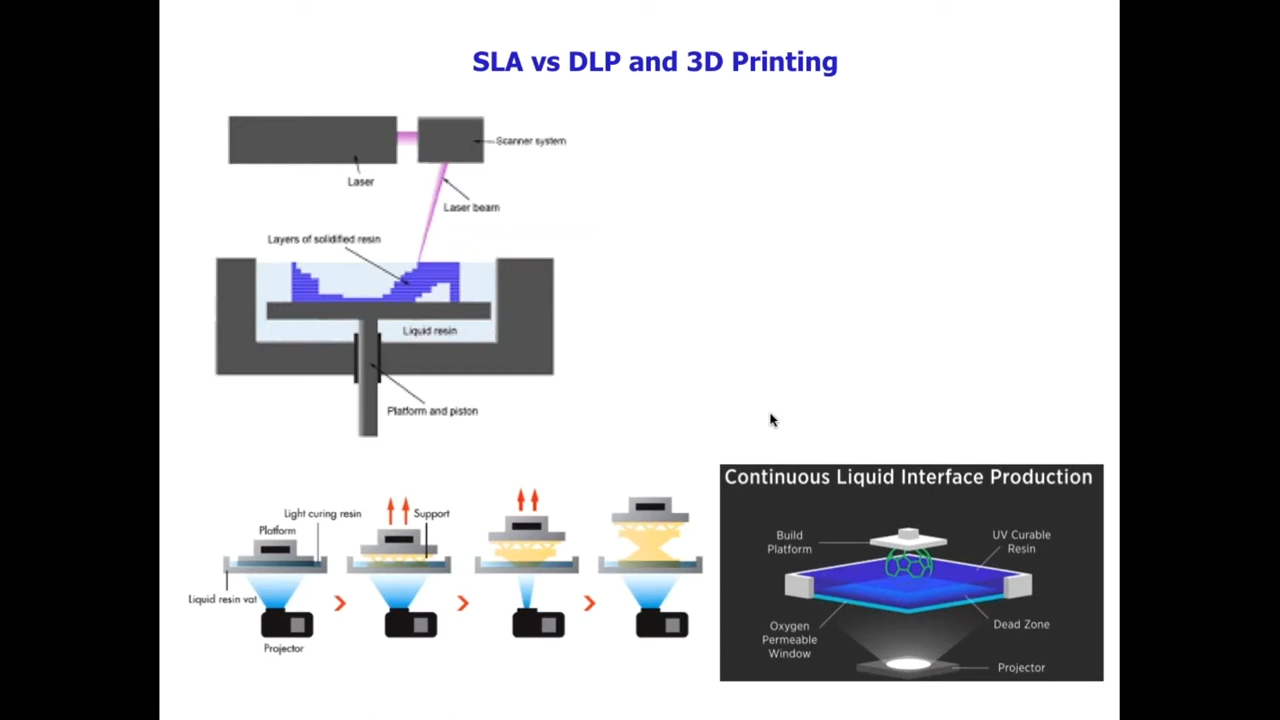 SLA vs DLP and 3D Printing
Scanner system
Laser
Laser beam
Layers of solidified resin
Liquid resin
Platform and piston
Light curing resin
Support
Platform
Liquid resin vat
Projector
Continuous Liquid Interface Production
Build
Platform
UV Curable
Resin
Oxygen
Permeable
Window
Dead Zone
Projector